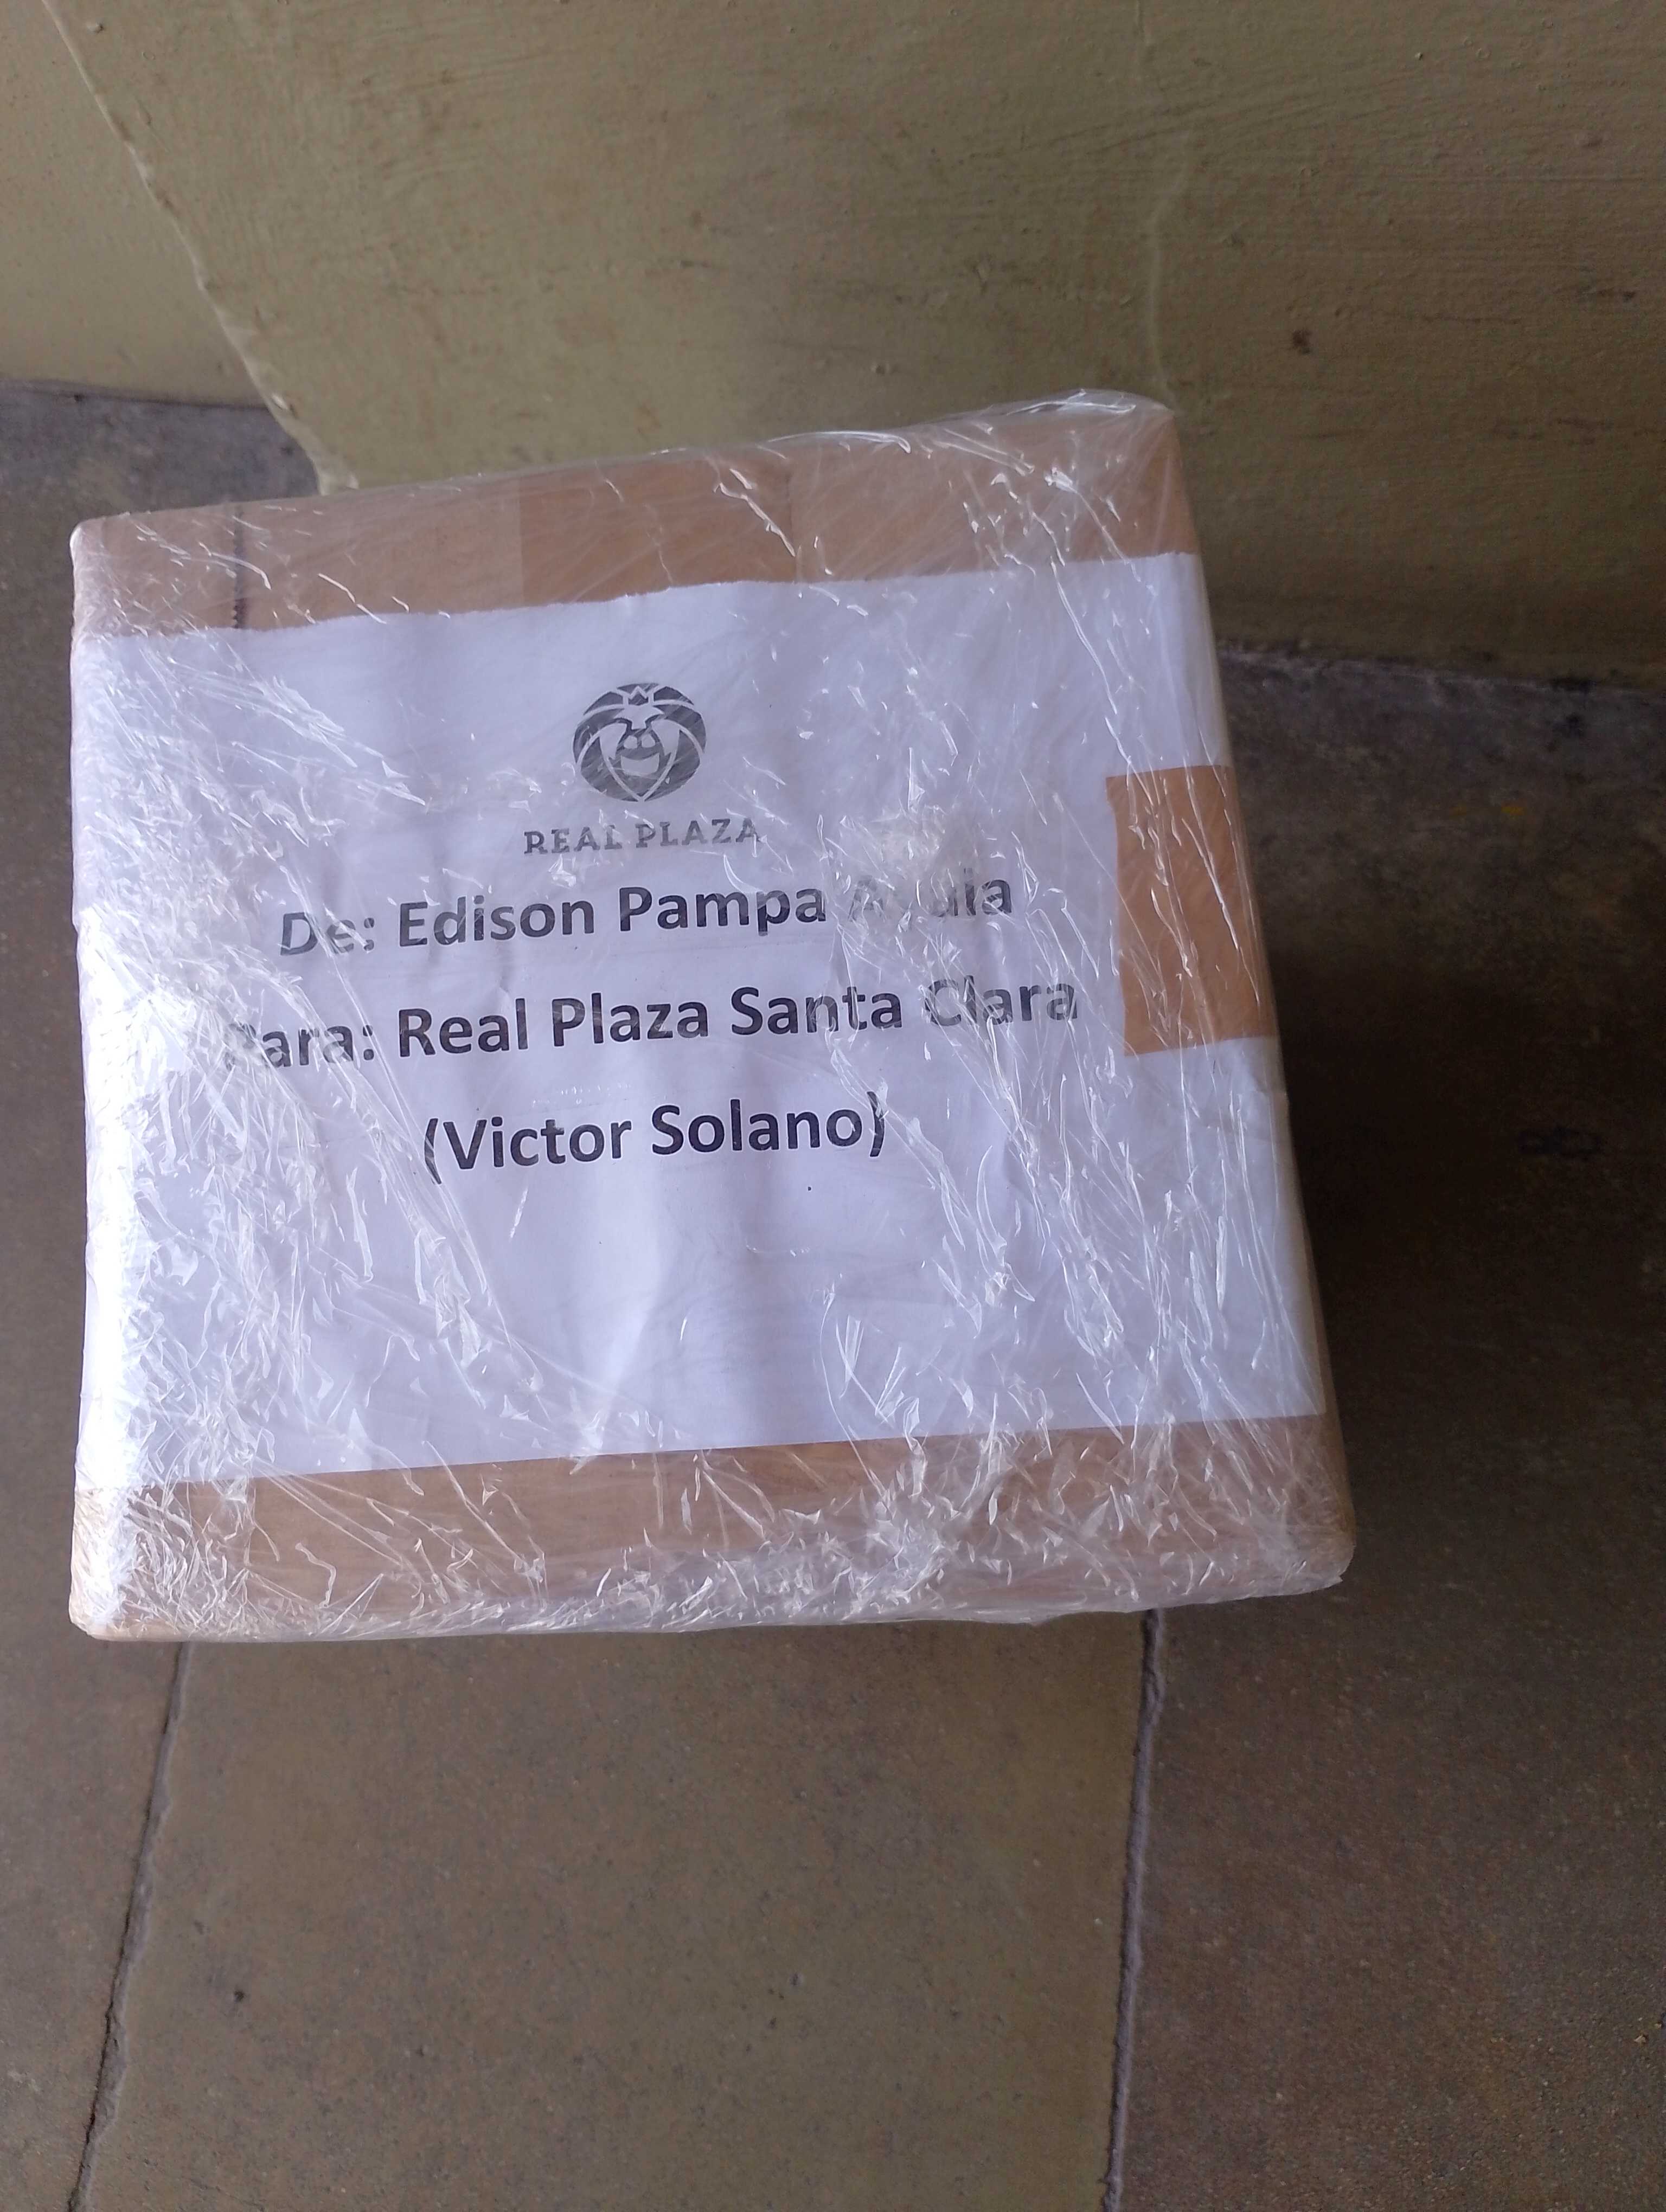 REAL PLAZA
De: Edison Pampa
Para: Real Plaza Santa Clara
(Victor Solano)